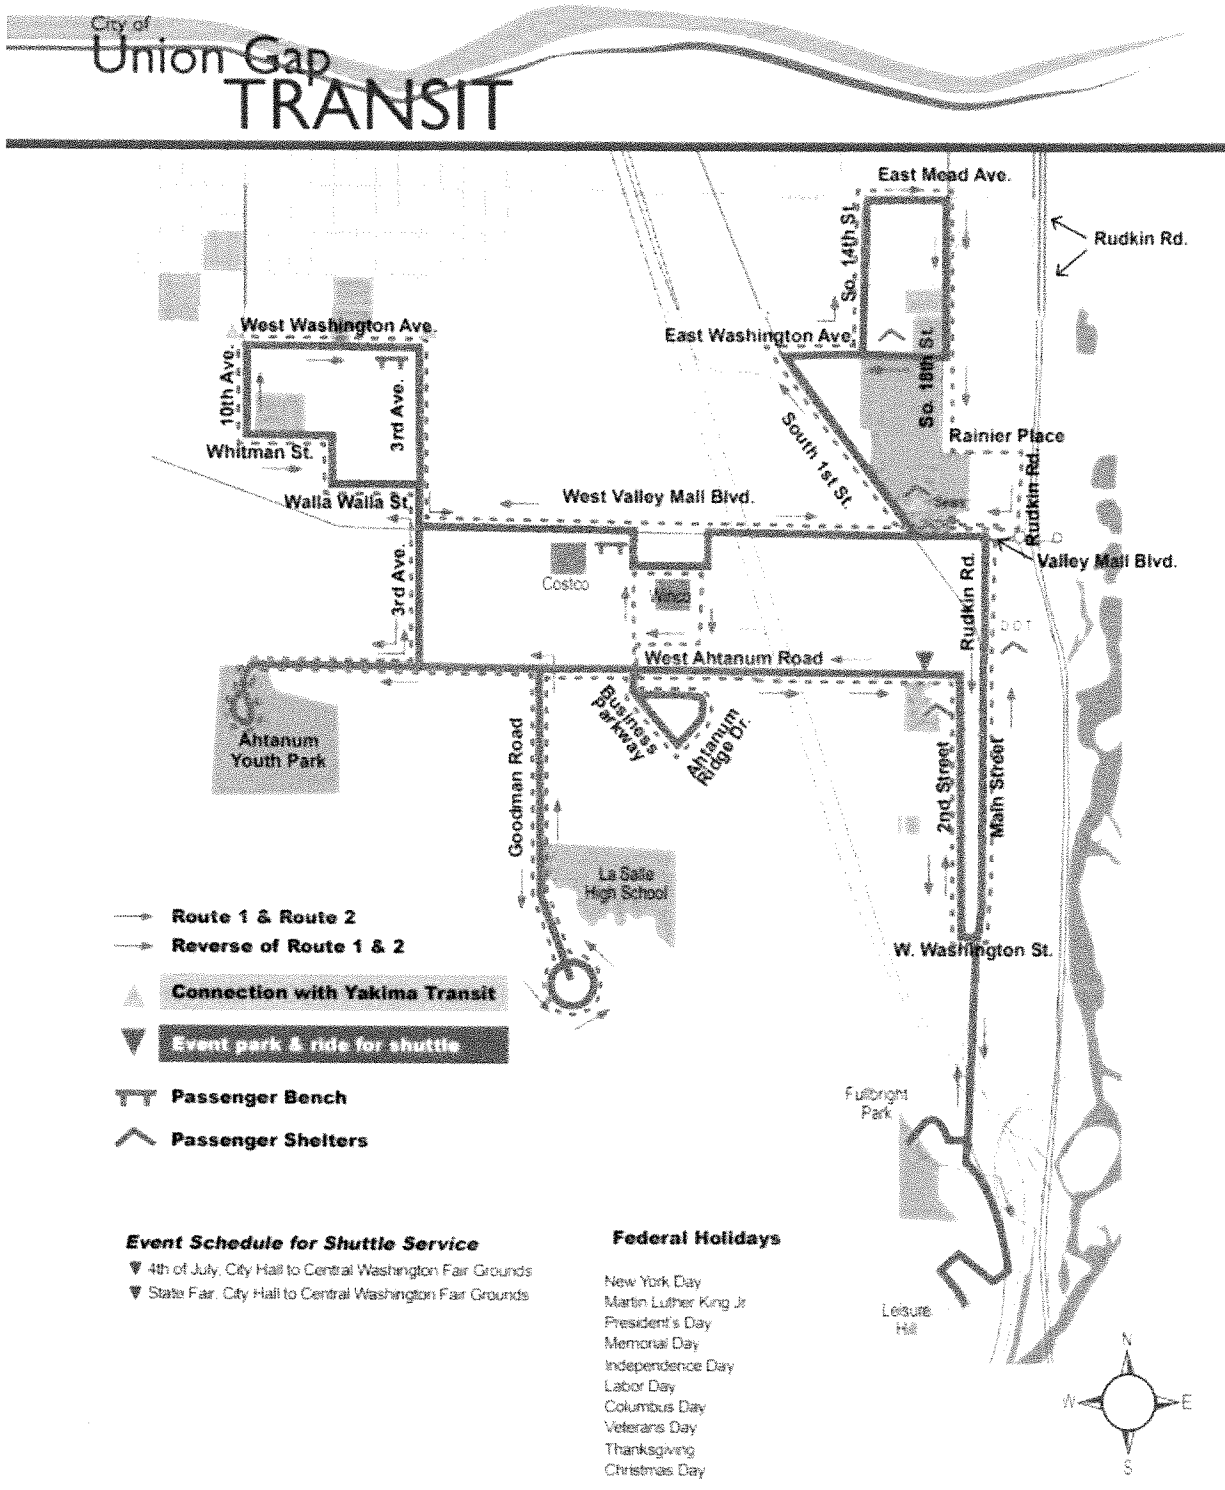 City of
Union Gap
TRANSIT
East Mead Ave.
So. 14th St.
Rudkin Rd.
West Washington Ave.
East Washington Ave.
10th Ave.
3rd Ave.
So. 18th St.
Whitman St.
South 1st St.
Rainier Place
Walla Walla St.
West Valley Mall Blvd.
Sears
Rudkin Rd.
Valley Mall Blvd.
Costco
3rd Ave.
Rudkin Rd.
DOT
West Ahtanum Road
Ahtanum
Youth Park
Goodman Road
Business
Parkway
Ahtanum
Ridge Dr.
2nd Street
Main Street
La Salle
High School
W. Washington St.
Route 1 & Route 2
Reverse of Route 1 & 2
Connection with Yakima Transit
Event park & ride for shuttle
Passenger Bench
Passenger Shelters
Fullbright
Park
Leisure
Hill
Event Schedule for Shuttle Service
4th of July, City Hall to Central Washington Fair Grounds
State Fair, City Hall to Central Washington Fair Grounds
Federal Holidays
New York Day
Martin Luther King Jr
President's Day
Memorial Day
Independence Day
Labor Day
Columbus Day
Veterans Day
Thanksgiving
Christmas Day
N
W
E
S